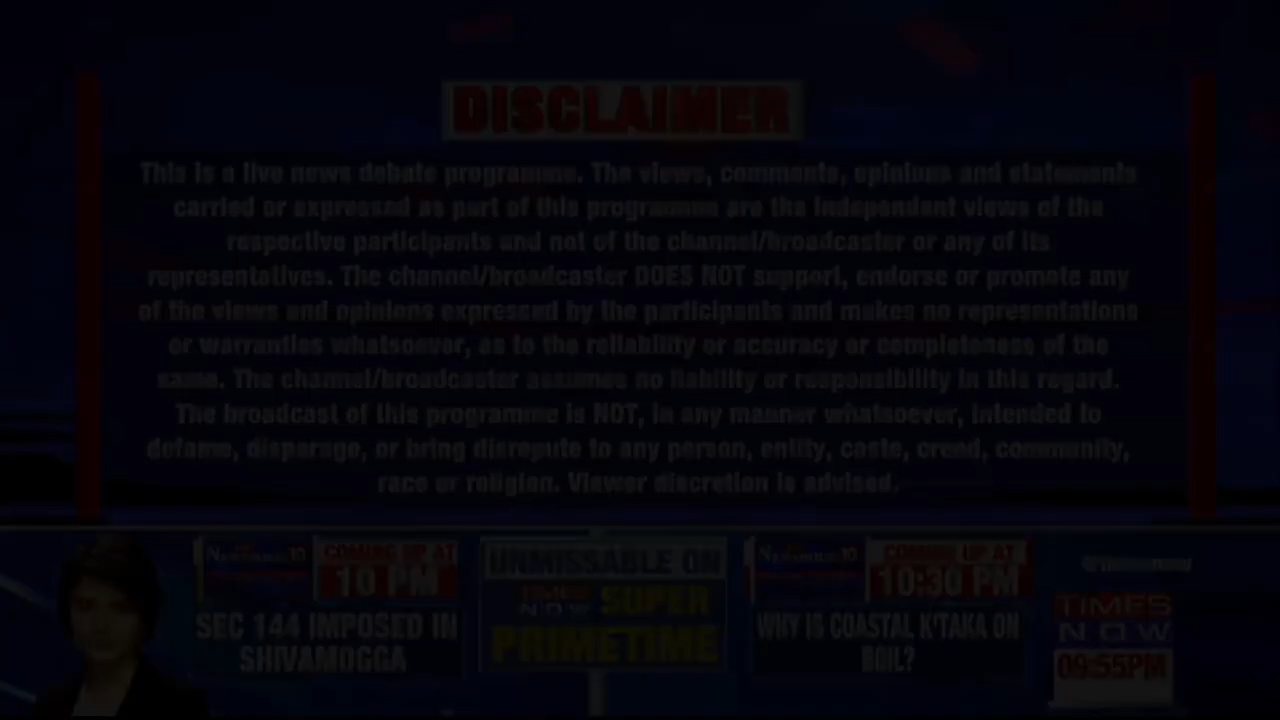 DISCLAIMER
This is a live news debate programme. The views, comments, opinions and statements
carried or expressed as part of this programme are the independent views of the
respective participants and not of the channel/broadcaster or any of its
representatives. The channel/broadcaster DOES NOT support, endorse or promote any
of the views and opinions expressed by the participants and makes no representations
or warranties whatsoever, as to the reliability or accuracy or completeness of the
same. The channel/broadcaster assumes no liability or responsibility in this regard.
The broadcast of this programme is NOT, in any manner whatsoever, intended to
defame, disparage, or bring disrepute to any person, entity, caste, creed, community,
race or religion. Viewer discretion is advised.
COMING UP AT
10 PM
SEC 144 IMPOSED IN
SHIVAMOGGA
UNMISSABLE ON
TIMES
NOW SUPER
PRIMETIME
COMING UP AT
10:30 PM
WHY IS COASTAL K'TAKA ON
BOIL?
TIMES
NOW
09:55PM